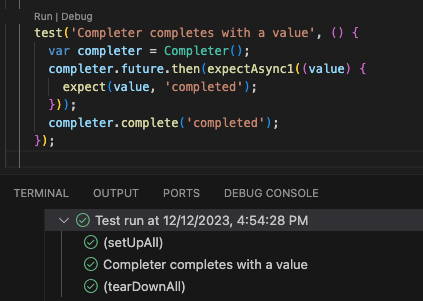 Run | Debug
test('Completer completes with a value', () {
var completer = Completer();
completer.future.then(expectAsync1((value) {
expect(value, 'completed');
}));
completer.complete('completed');
});
TERMINAL OUTPUT PORTS DEBUG CONSOLE
Test run at 12/12/2023, 4:54:28 PM
(setUpAll)
Completer completes with a value
(tearDownAll)